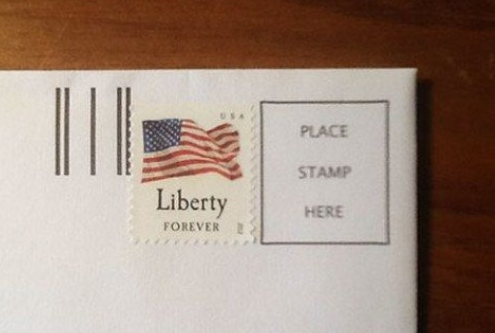 USA
Liberty
FOREVER
PLACE
STAMP
HERE